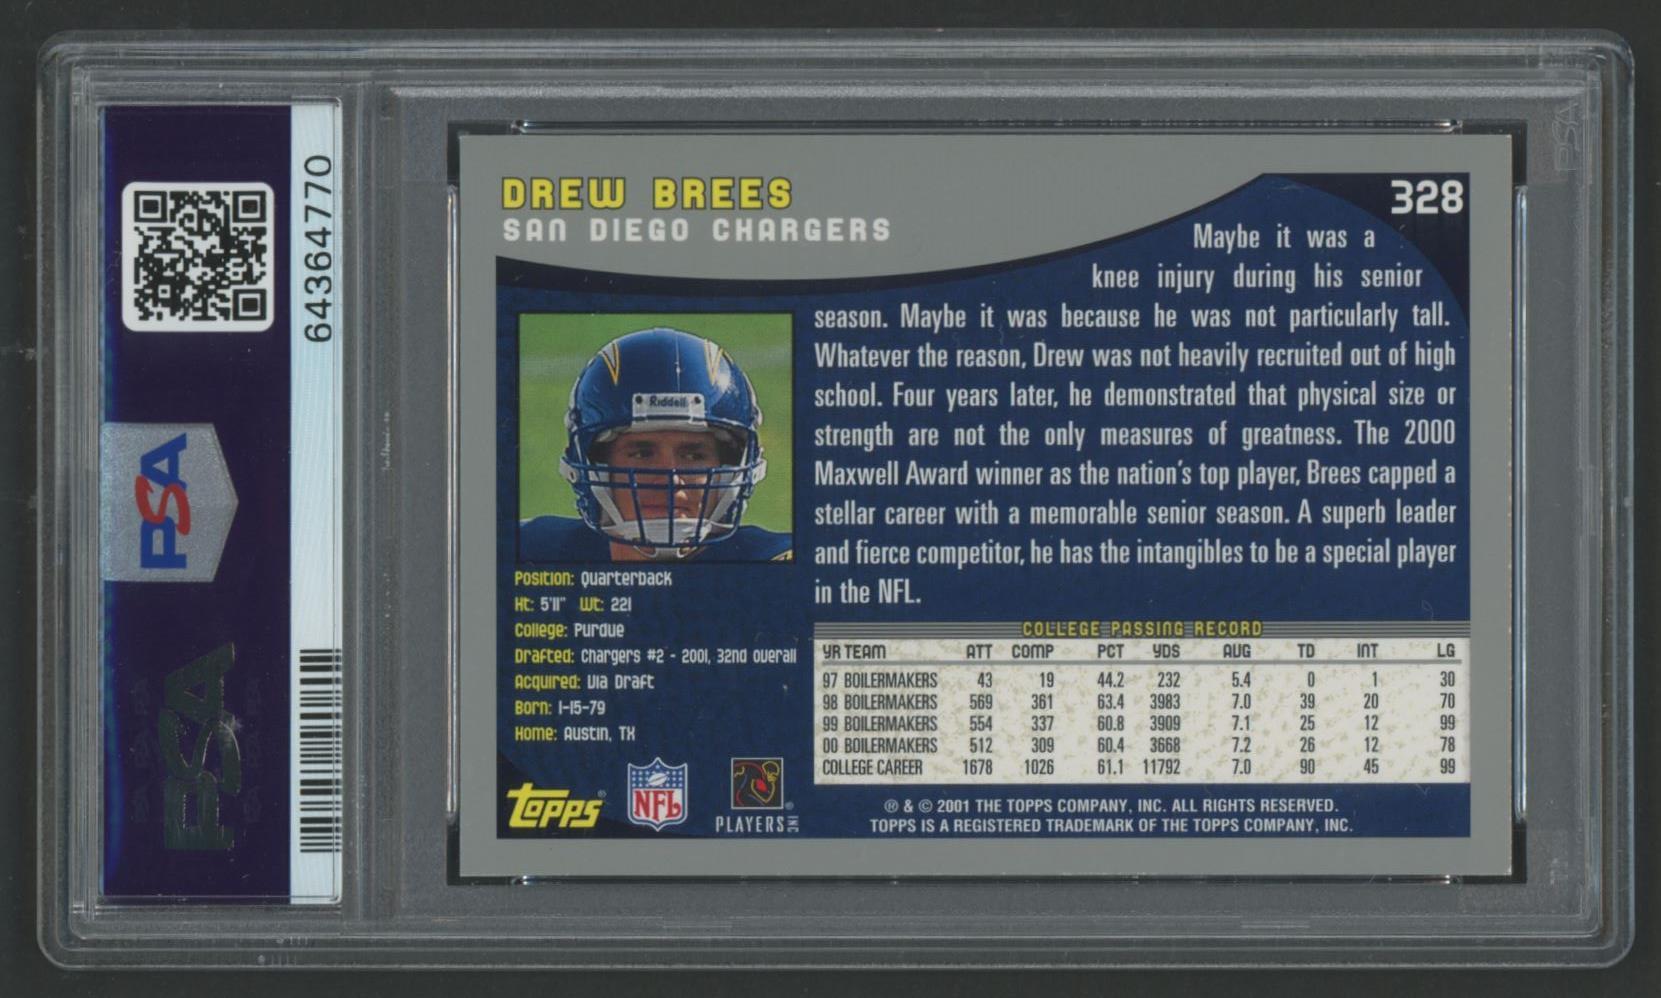 64364770
PSA
PSA
PSA
DREW BREES
SAN DIEGO CHARGERS
328
Maybe it was a
knee injury during his senior
season. Maybe it was because he was not particularly tall.
Whatever the reason, Drew was not heavily recruited out of high
school. Four years later, he demonstrated that physical size or
strength are not the only measures of greatness. The 2000
Maxwell Award winner as the nation's top player, Brees capped a
stellar career with a memorable senior season. A superb leader
and fierce competitor, he has the intangibles to be a special player
in the NFL.
Riddell
Position: Quarterback
Ht: 5'11" Wt: 221
College: Purdue
Drafted: Chargers #2 - 2001, 32nd overall
Acquired: Via Draft
Born: 1-15-79
Home: Austin, TX
COLLEGE PASSING RECORD
YR TEAM ATT COMP PCT YDS AVG TD INT LG
97 BOILERMAKERS 43 19 44.2 232 5.4 0 1 30
98 BOILERMAKERS 569 361 63.4 3983 7.0 39 20 70
99 BOILERMAKERS 554 337 60.8 3909 7.1 25 12 99
00 BOILERMAKERS 512 309 60.4 3668 7.2 26 12 78
COLLEGE CAREER 1678 1026 61.1 11792 7.0 90 45 99
Topps®
NFL
PLAYERS INC ®
® & © 2001 THE TOPPS COMPANY, INC. ALL RIGHTS RESERVED.
TOPPS IS A REGISTERED TRADEMARK OF THE TOPPS COMPANY, INC.